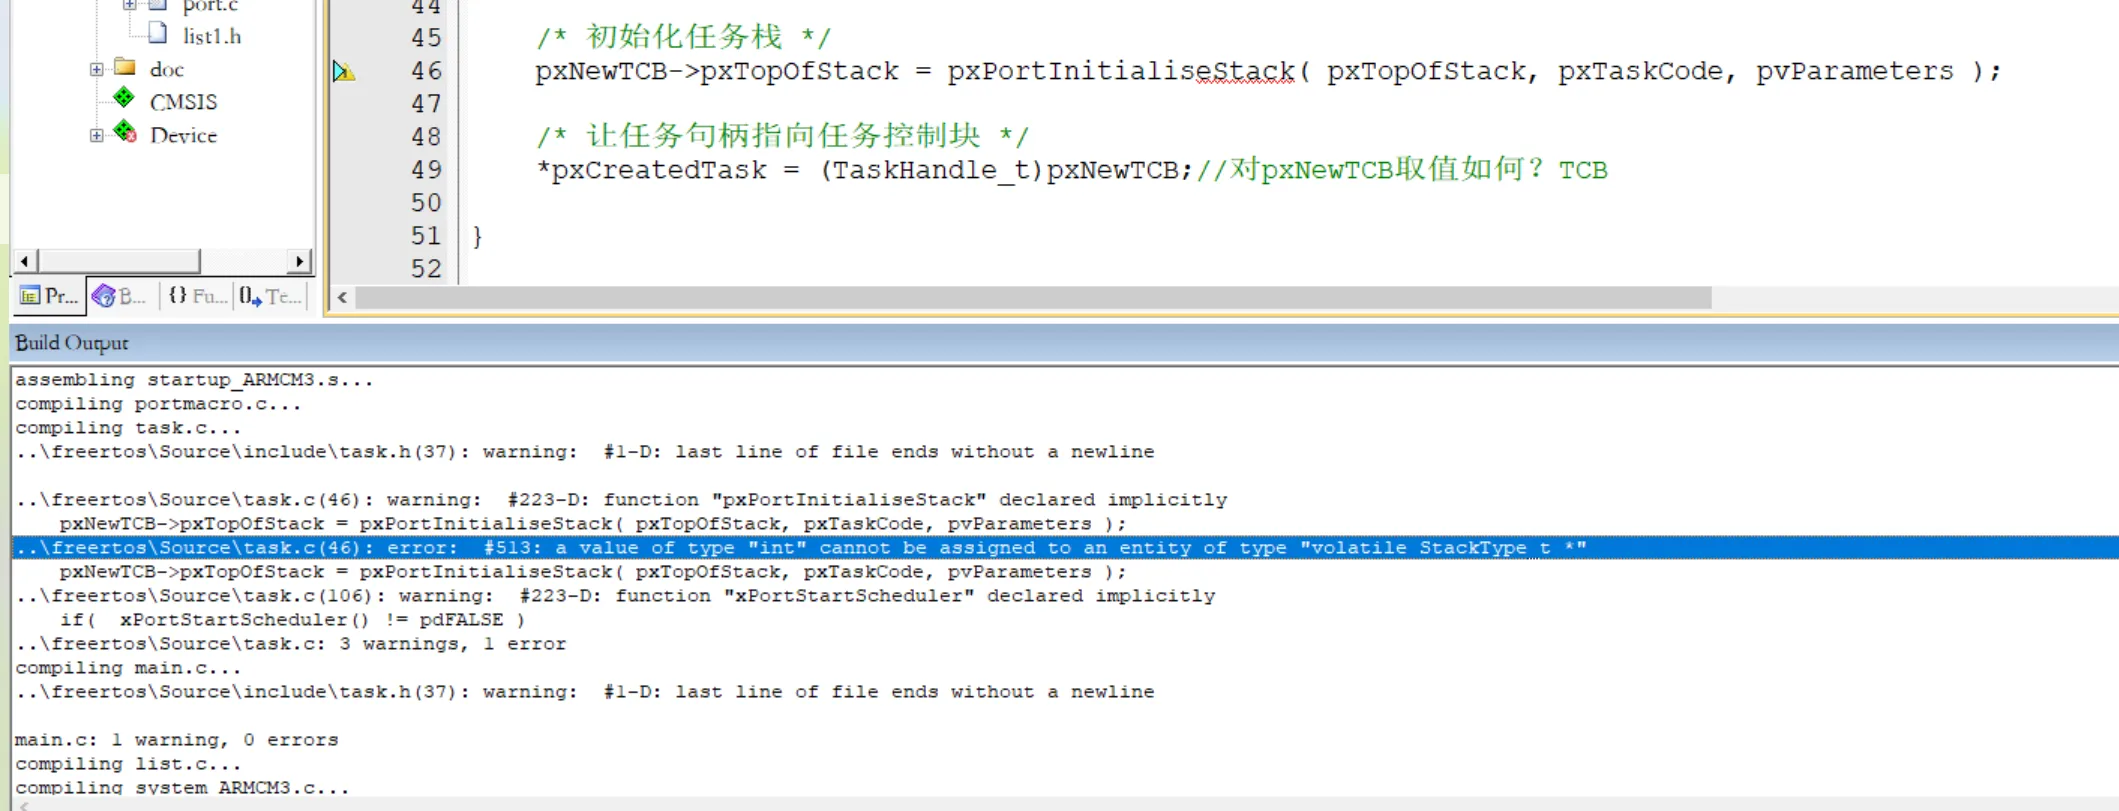 port.c
list1.h
doc
CMSIS
Device
44
45 /* 初始化任务栈 */
46 pxNewTCB->pxTopOfStack = pxPortInitialiseStack( pxTopOfStack, pxTaskCode, pvParameters );
47
48 /* 让任务句柄指向任务控制块 */
49 *pxCreatedTask = (TaskHandle_t)pxNewTCB;//对pxNewTCB取值如何？TCB
50
51 }
52
Pr... B... {} Fu... 0 Te...
Build Output
assembling startup_ARMCM3.s...
compiling portmacro.c...
compiling task.c...
..\freertos\Source\include\task.h(37): warning:  #1-D: last line of file ends without a newline
..\freertos\Source\task.c(46): warning:  #223-D: function "pxPortInitialiseStack" declared implicitly
pxNewTCB->pxTopOfStack = pxPortInitialiseStack( pxTopOfStack, pxTaskCode, pvParameters );
..\freertos\Source\task.c(46): error:  #513: a value of type "int" cannot be assigned to an entity of type "volatile StackType_t *"
pxNewTCB->pxTopOfStack = pxPortInitialiseStack( pxTopOfStack, pxTaskCode, pvParameters );
..\freertos\Source\task.c(106): warning:  #223-D: function "xPortStartScheduler" declared implicitly
if(  xPortStartScheduler() != pdFALSE )
..\freertos\Source\task.c: 3 warnings, 1 error
compiling main.c...
..\freertos\Source\include\task.h(37): warning:  #1-D: last line of file ends without a newline
main.c: 1 warning, 0 errors
compiling list.c...
compiling system_ARMCM3.c...